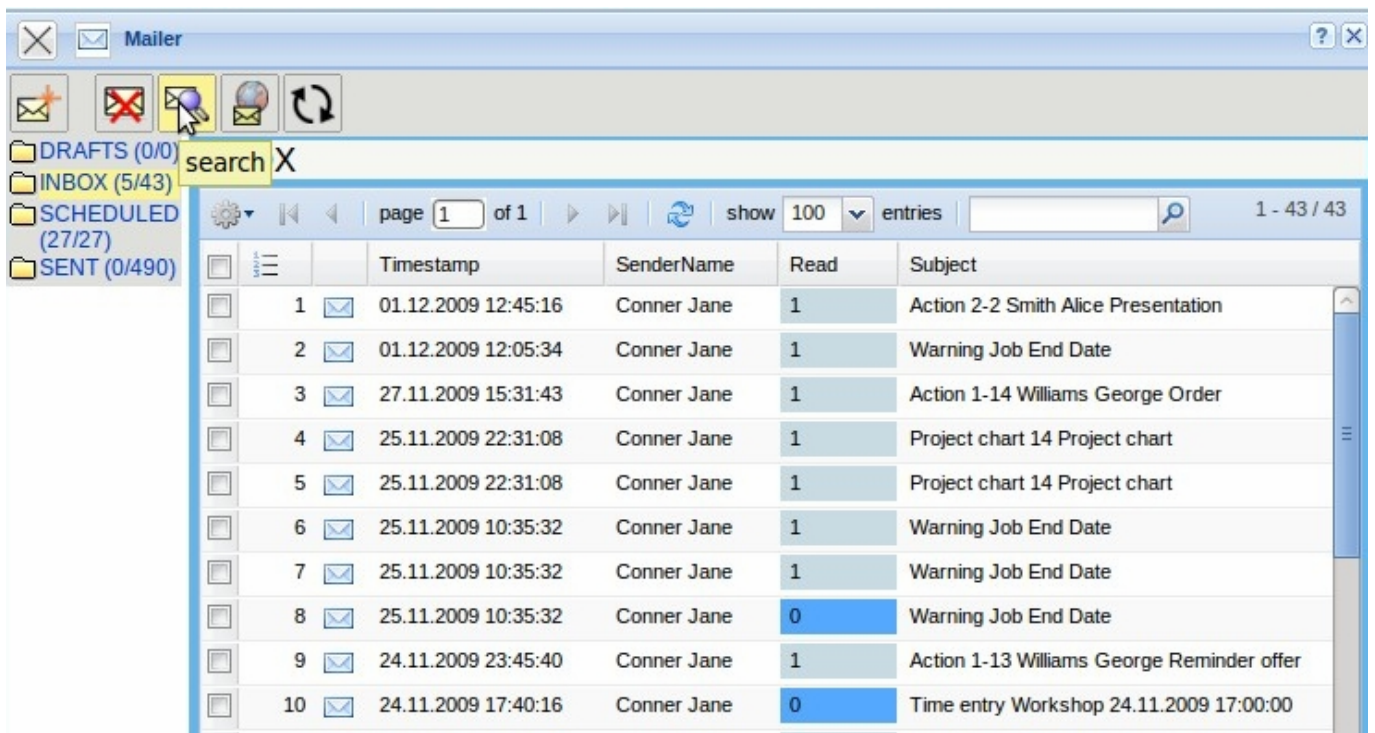 Mailer
DRAFTS (0/0)
search X
INBOX (5/43)
SCHEDULED
(27/27)
SENT (0/490)
page 1 of 1 show 100 entries 1 - 43 / 43
Timestamp SenderName Read Subject
1 01.12.2009 12:45:16 Conner Jane 1 Action 2-2 Smith Alice Presentation
2 01.12.2009 12:05:34 Conner Jane 1 Warning Job End Date
3 27.11.2009 15:31:43 Conner Jane 1 Action 1-14 Williams George Order
4 25.11.2009 22:31:08 Conner Jane 1 Project chart 14 Project chart
5 25.11.2009 22:31:08 Conner Jane 1 Project chart 14 Project chart
6 25.11.2009 10:35:32 Conner Jane 1 Warning Job End Date
7 25.11.2009 10:35:32 Conner Jane 1 Warning Job End Date
8 25.11.2009 10:35:32 Conner Jane 0 Warning Job End Date
9 24.11.2009 23:45:40 Conner Jane 1 Action 1-13 Williams George Reminder offer
10 24.11.2009 17:40:16 Conner Jane 0 Time entry Workshop 24.11.2009 17:00:00